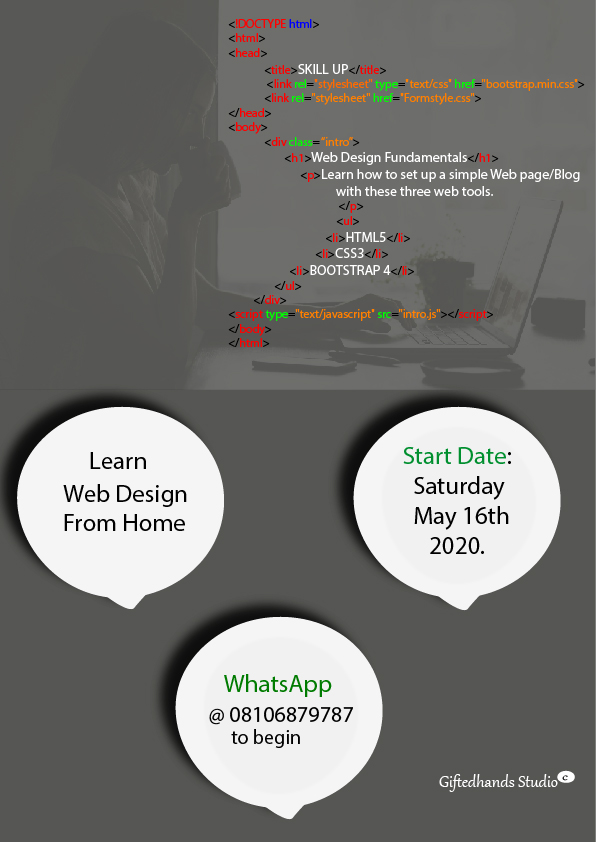 <!DOCTYPE html>
<html>
<head>
<title>SKILL UP</title>
<link rel="stylesheet" type="text/css" href="bootstrap.min.css">
<link rel="stylesheet" href="Formstyle.css">
</head>
<body>
<div class="intro">
<h1>Web Design Fundamentals</h1>
<p>Learn how to set up a simple Web page/Blog
with these three web tools.
</p>
<ul>
<li>HTML5</li>
<li>CSS3</li>
<li>BOOTSTRAP 4</li>
</ul>
</div>
<script type="text/javascript" src="intro.js"></script>
</body>
</html>
Learn
Web Design
From Home
Start Date:
Saturday
May 16th
2020.
WhatsApp
@ 08106879787
to begin
Giftedhands Studio c